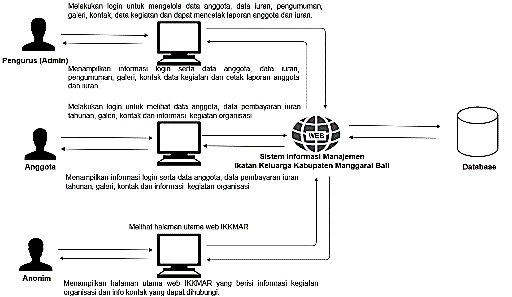 Melakukan login untuk mengelola data anggota, data iuran, pengumuman,
galeri, kontak, data kegiatan dan dapat mencetak laporan anggota dan iuran.
Pengurus (Admin)
Menampilkan informasi login serta data anggota, data iuran,
pengumuman, galeri, kontak data kegiatan dan cetak laporan anggota
dan iuran
Melakukan login untuk melihat data anggota, data pembayaran iuran
tahunan, galeri, kontak dan informasi kegiatan organisasi
WEB
Anggota
Sistem Informasi Manajemen
Ikatan Keluarga Kabupaten Manggarai Bali
Database
Menampilkan informasi login serta data anggota, data pembayaran iuran
tahunan, galeri, kontak dan informasi kegiatan organisasi
Melihat halaman utama web IKKMAR
Anonim
Menampilkan halaman utama web IKKMAR yang berisi informasi kegiatan
organisasi dan info kontak yang dapat dihubungi.